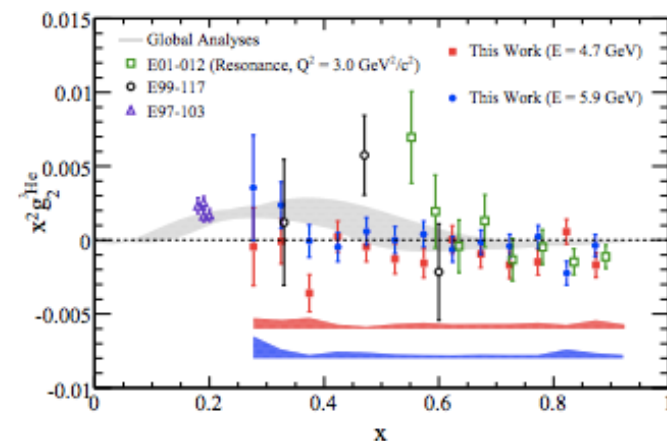 0.015
Global Analyses
E01-012 (Resonance, Q² = 3.0 GeV²/c²)
E99-117
E97-103
This Work (E = 4.7 GeV)
This Work (E = 5.9 GeV)
0.01
0.005
0
-0.005
-0.01
x² g₂³He
0 0.2 0.4 0.6 0.8 1
x